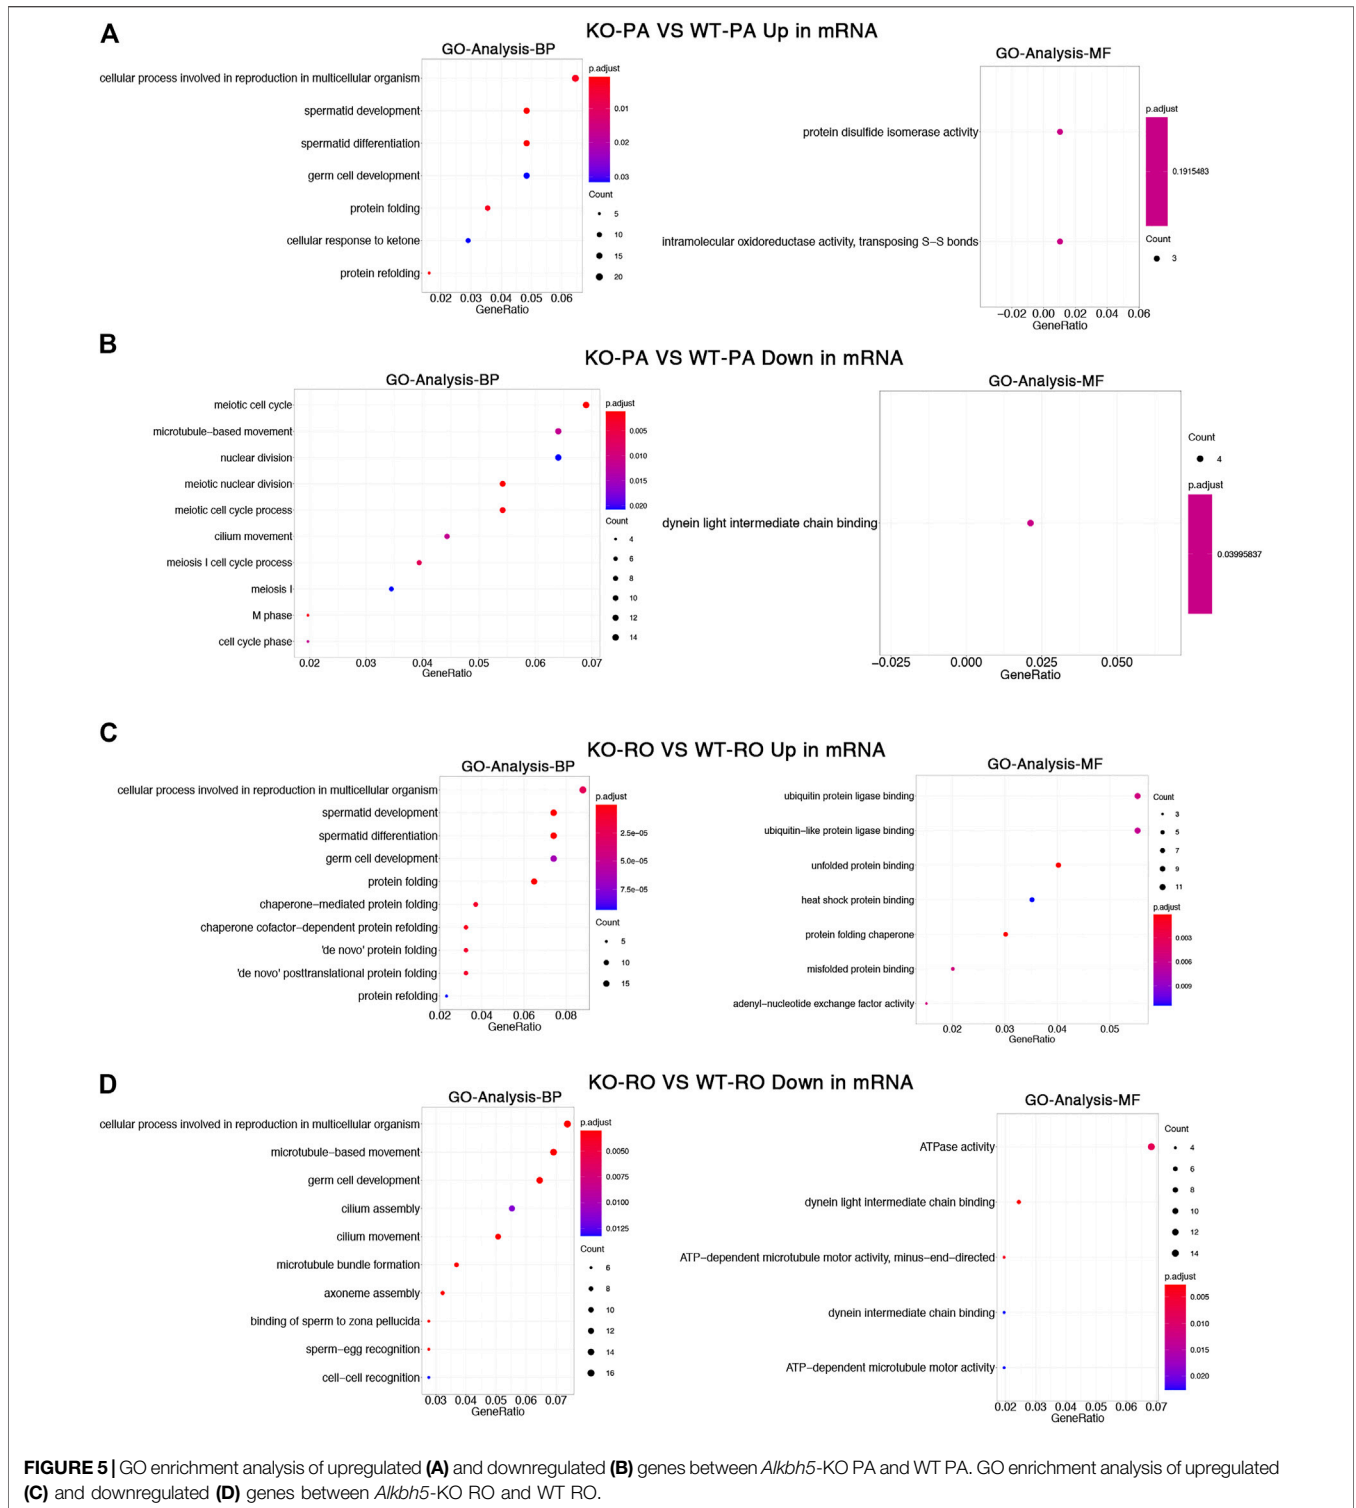 A
KO-PA VS WT-PA Up in mRNA
GO-Analysis-BP
cellular process involved in reproduction in multicellular organism
spermatid development
spermatid differentiation
germ cell development
protein folding
cellular response to ketone
protein refolding
0.02 0.03 0.04 0.05 0.06
GeneRatio
p.adjust
0.01
0.02
0.03
Count
5
10
15
20
GO-Analysis-MF
protein disulfide isomerase activity
intramolecular oxidoreductase activity, transposing S−S bonds
−0.02 0.00 0.02 0.04 0.06
GeneRatio
p.adjust
0.1915483
Count
3
B
KO-PA VS WT-PA Down in mRNA
GO-Analysis-BP
meiotic cell cycle
microtubule−based movement
nuclear division
meiotic nuclear division
meiotic cell cycle process
cilium movement
meiosis I cell cycle process
meiosis I
M phase
cell cycle phase
0.02 0.03 0.04 0.05 0.06 0.07
GeneRatio
p.adjust
0.005
0.010
0.015
0.020
Count
4
6
8
10
12
14
GO-Analysis-MF
dynein light intermediate chain binding
−0.025 0.000 0.025 0.050
GeneRatio
Count
4
p.adjust
0.03995837
C
KO-RO VS WT-RO Up in mRNA
GO-Analysis-BP
cellular process involved in reproduction in multicellular organism
spermatid development
spermatid differentiation
germ cell development
protein folding
chaperone−mediated protein folding
chaperone cofactor−dependent protein refolding
'de novo' protein folding
'de novo' posttranslational protein folding
protein refolding
0.02 0.04 0.06 0.08
GeneRatio
p.adjust
2.5e−05
5.0e−05
7.5e−05
Count
5
10
15
GO-Analysis-MF
ubiquitin protein ligase binding
ubiquitin−like protein ligase binding
unfolded protein binding
heat shock protein binding
protein folding chaperone
misfolded protein binding
adenyl−nucleotide exchange factor activity
0.02 0.03 0.04 0.05
GeneRatio
Count
3
5
7
9
11
p.adjust
0.003
0.006
0.009
D
KO-RO VS WT-RO Down in mRNA
GO-Analysis-BP
cellular process involved in reproduction in multicellular organism
microtubule−based movement
germ cell development
cilium assembly
cilium movement
microtubule bundle formation
axoneme assembly
binding of sperm to zona pellucida
sperm−egg recognition
cell−cell recognition
0.03 0.04 0.05 0.06 0.07
GeneRatio
p.adjust
0.0050
0.0075
0.0100
0.0125
Count
6
8
10
12
14
16
GO-Analysis-MF
ATPase activity
dynein light intermediate chain binding
ATP−dependent microtubule motor activity, minus−end−directed
dynein intermediate chain binding
ATP−dependent microtubule motor activity
0.02 0.03 0.04 0.05 0.06 0.07
GeneRatio
Count
4
6
8
10
12
14
p.adjust
0.005
0.010
0.015
0.020
FIGURE 5 | GO enrichment analysis of upregulated (A) and downregulated (B) genes between Alkbh5-KO PA and WT PA. GO enrichment analysis of upregulated
(C) and downregulated (D) genes between Alkbh5-KO RO and WT RO.